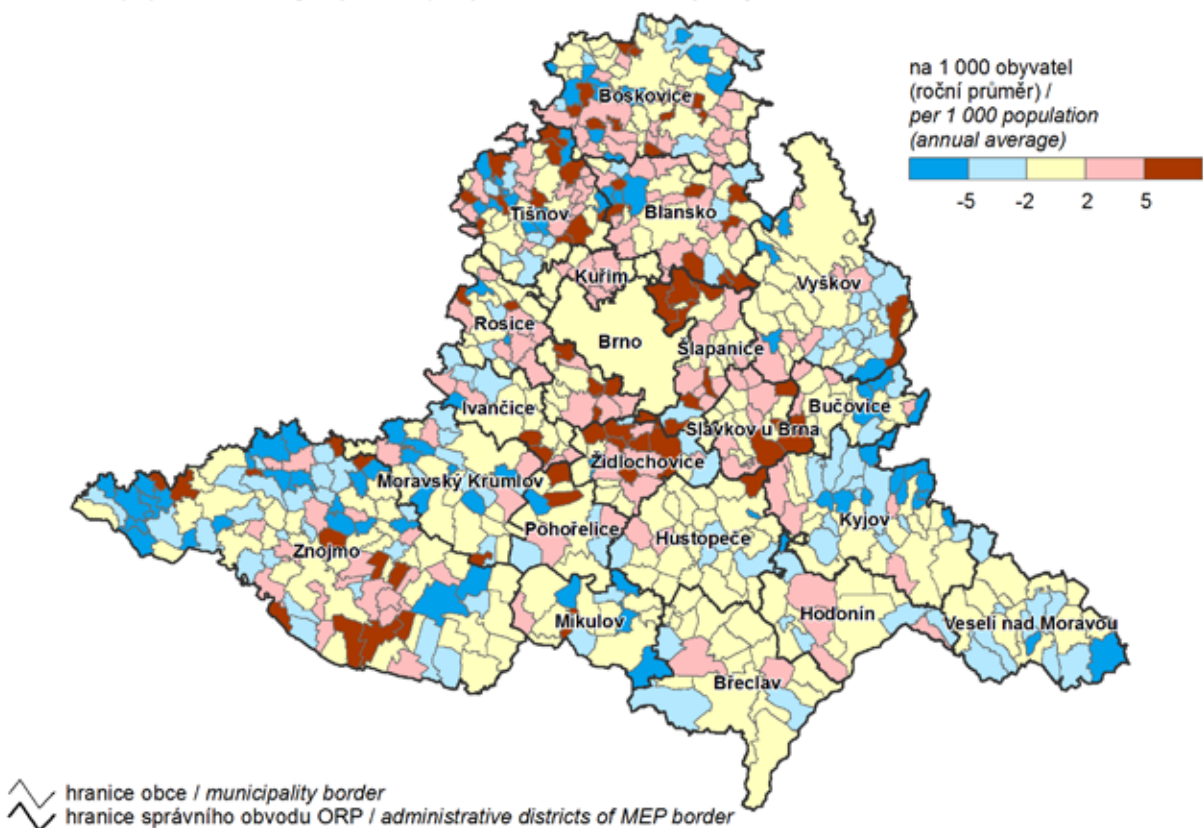 na 1 000 obyvatel
(roční průměr) /
per 1 000 population
(annual average)
-5 -2 2 5
Boskovice
Tišnov
Blansko
Kuřim
Vyškov
Rosice
Brno
Šlapanice
Ivančice
Bučovice
Slavkov u Brna
Židlochovice
Moravský Krumlov
Pohořelice
Hustopeče
Kyjov
Znojmo
Mikulov
Hodonín
Veselí nad Moravou
Břeclav
hranice obce / municipality border
hranice správního obvodu ORP / administrative districts of MEP border